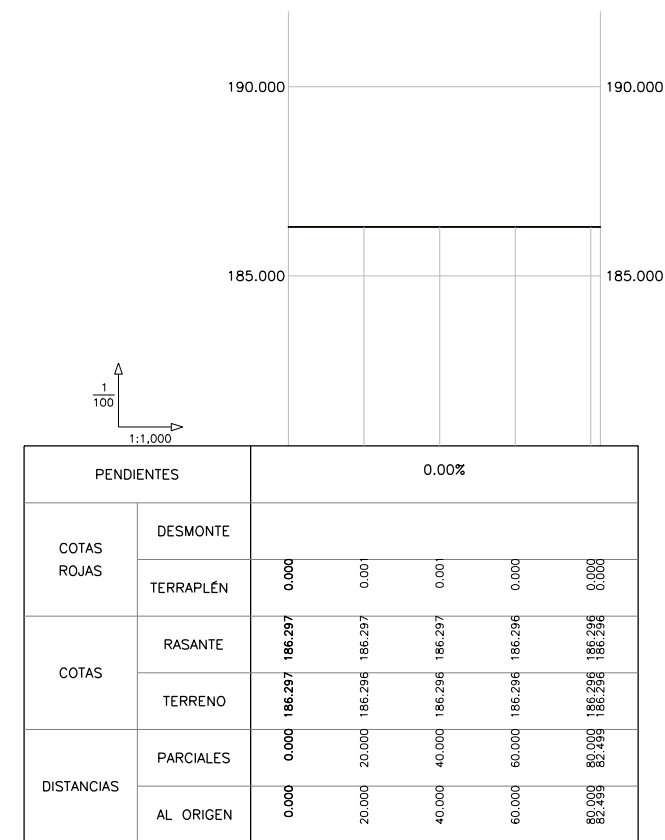 190.000 190.000
185.000 185.000
1
100
1:1,000
PENDIENTES 0.00%
COTAS
ROJAS
DESMONTE
TERRAPLÉN 0.000 0.001 0.001 0.000 0.000 0.000
COTAS
RASANTE 186.297 186.297 186.297 186.296 186.296 186.296
TERRENO 186.297 186.296 186.296 186.296 186.296 186.296
DISTANCIAS
PARCIALES 0.000 20.000 40.000 60.000 80.000 82.499
AL ORIGEN 0.000 20.000 40.000 60.000 80.000 82.499